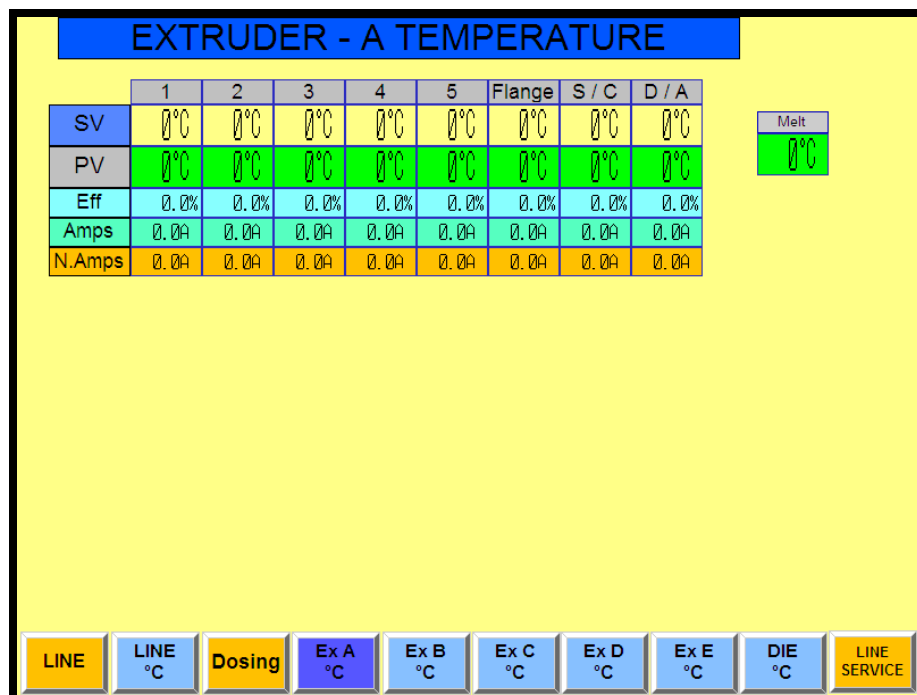 EXTRUDER - A TEMPERATURE
1 2 3 4 5 Flange S / C D / A
SV 0°C 0°C 0°C 0°C 0°C 0°C 0°C 0°C
Melt
PV 0°C 0°C 0°C 0°C 0°C 0°C 0°C 0°C
0°C
Eff 0.0% 0.0% 0.0% 0.0% 0.0% 0.0% 0.0% 0.0%
Amps 0.0A 0.0A 0.0A 0.0A 0.0A 0.0A 0.0A 0.0A
N.Amps 0.0A 0.0A 0.0A 0.0A 0.0A 0.0A 0.0A 0.0A
LINE
LINE
°C
Dosing
Ex A
°C
Ex B
°C
Ex C
°C
Ex D
°C
Ex E
°C
DIE
°C
LINE
SERVICE